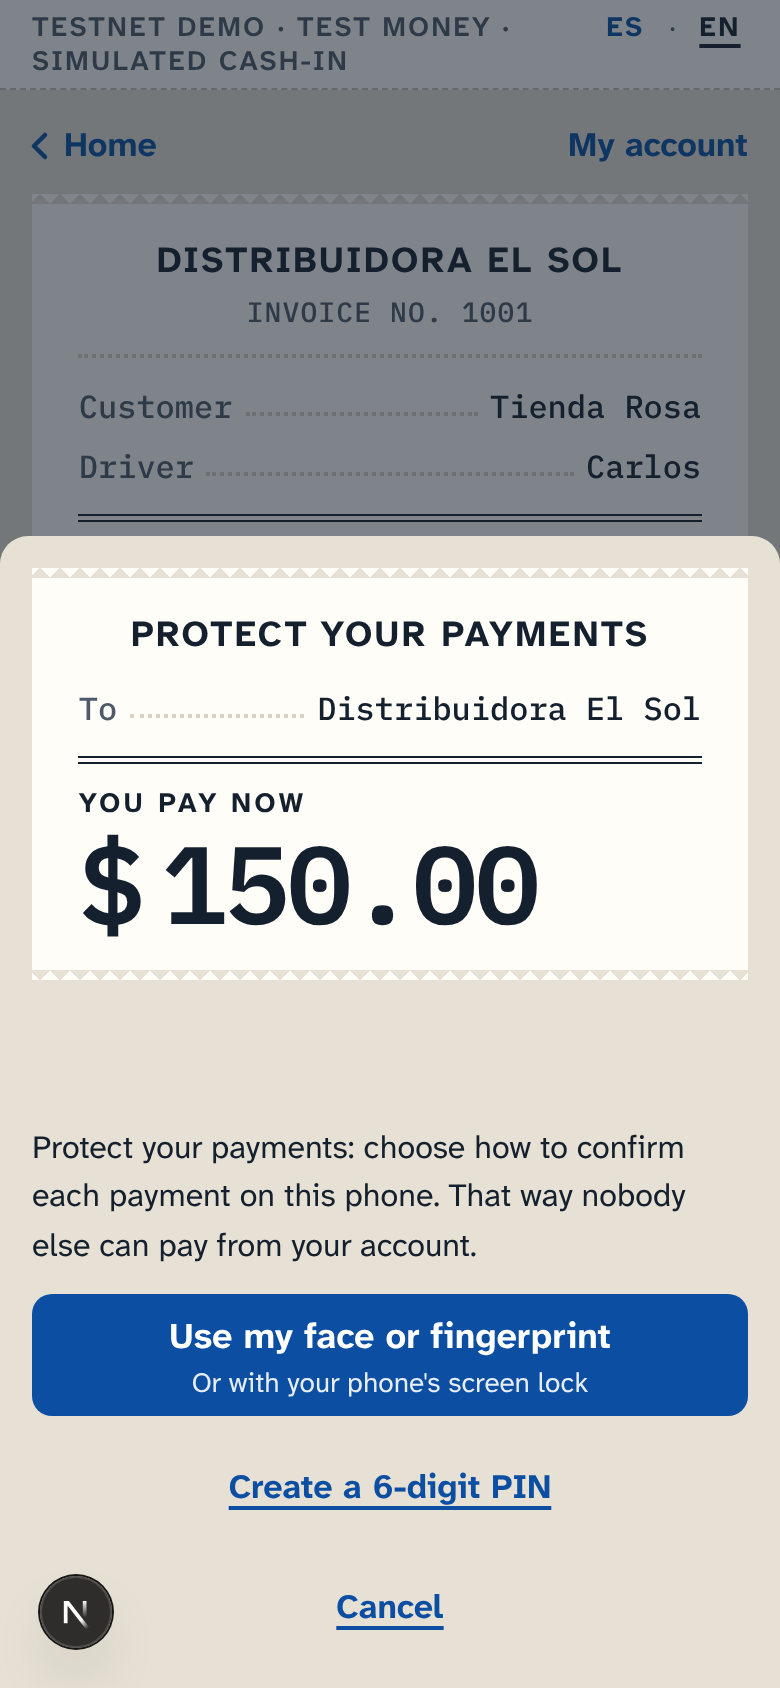 TESTNET DEMO · TEST MONEY ·
SIMULATED CASH-IN
ES · EN
Home
My account
DISTRIBUIDORA EL SOL
INVOICE NO. 1001
Customer Tienda Rosa
Driver Carlos
PROTECT YOUR PAYMENTS
To Distribuidora El Sol
YOU PAY NOW
$150.00
Protect your payments: choose how to confirm
each payment on this phone. That way nobody
else can pay from your account.
Use my face or fingerprint
Or with your phone's screen lock
Create a 6-digit PIN
N
Cancel